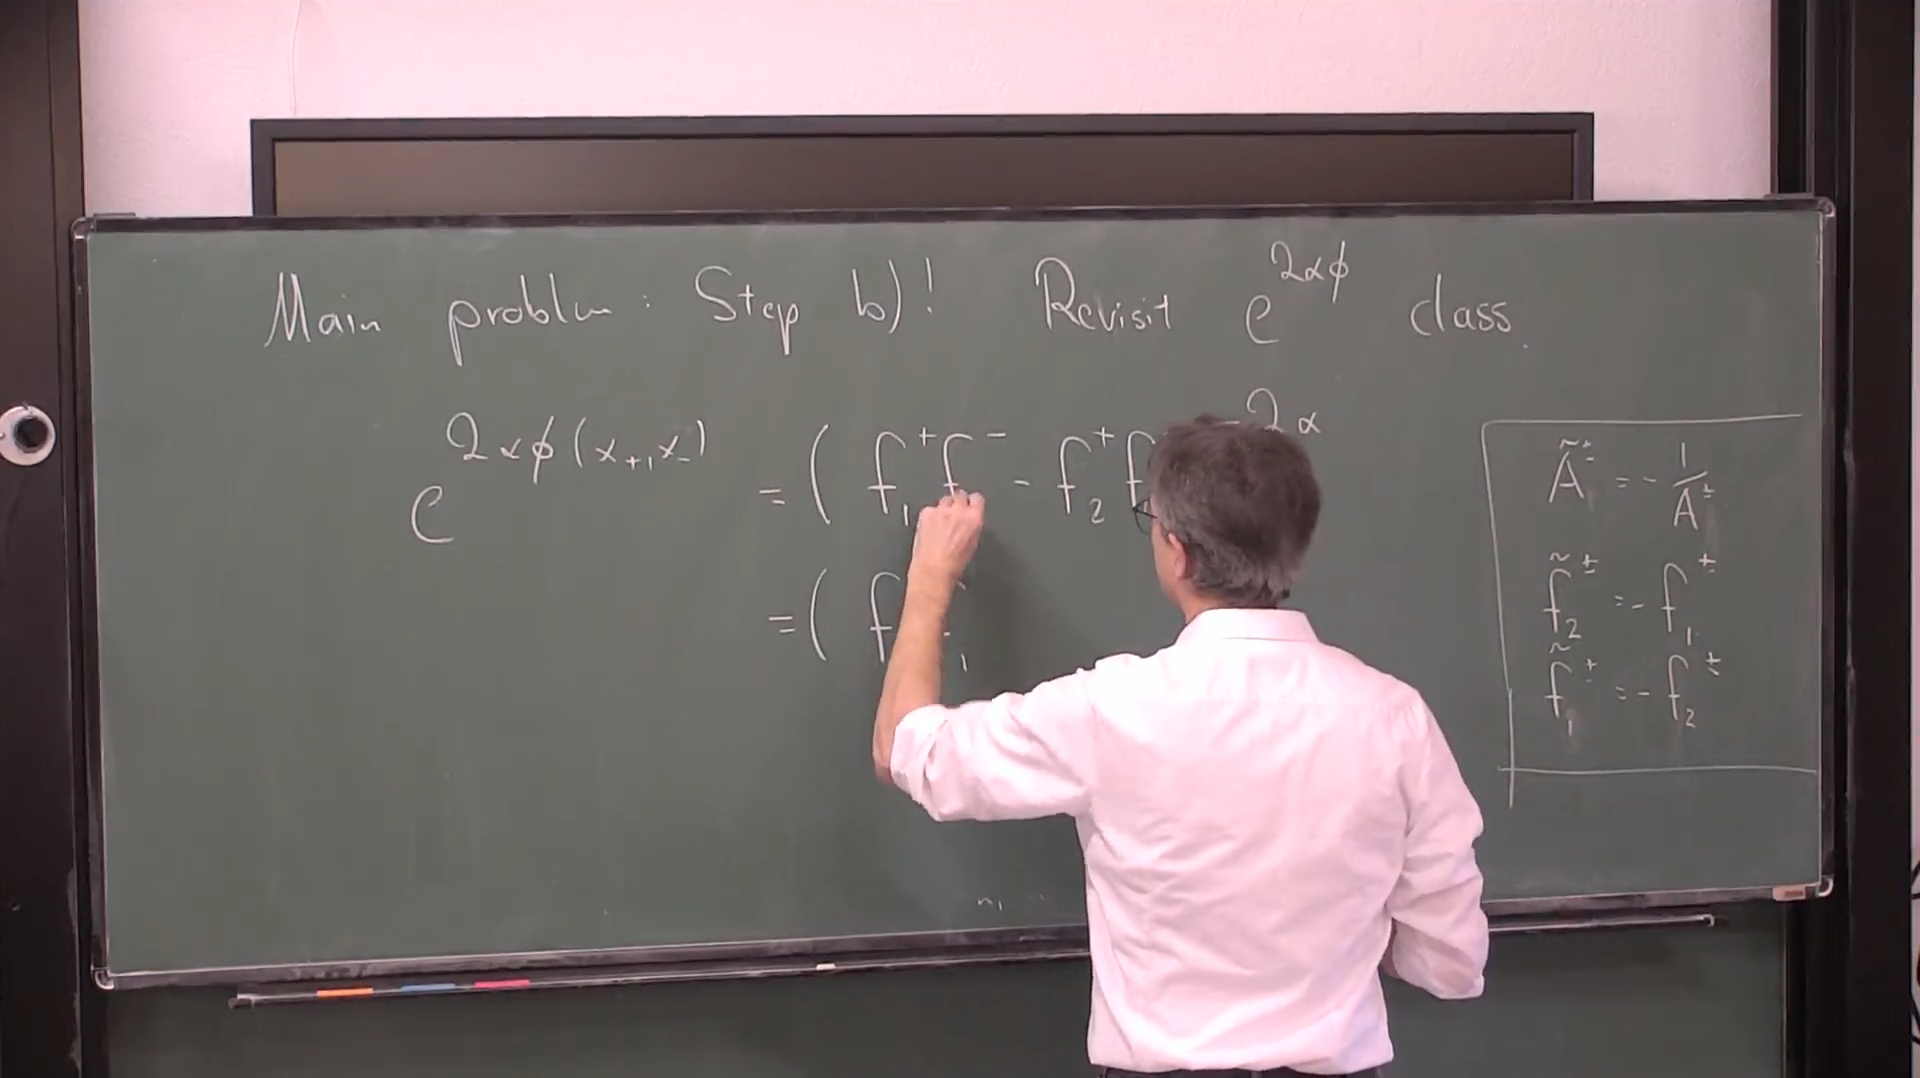 Main problem: Step b)! Revisit e^{2αφ} class.
e^{2αφ(x_+, x_-)} = ( f_1^+ f^- - f_2^+ f 2α
= ( f
Ã^± = - 1/A^±
f̃_2^± = - f_1^±
f̃_1^± = - f_2^±